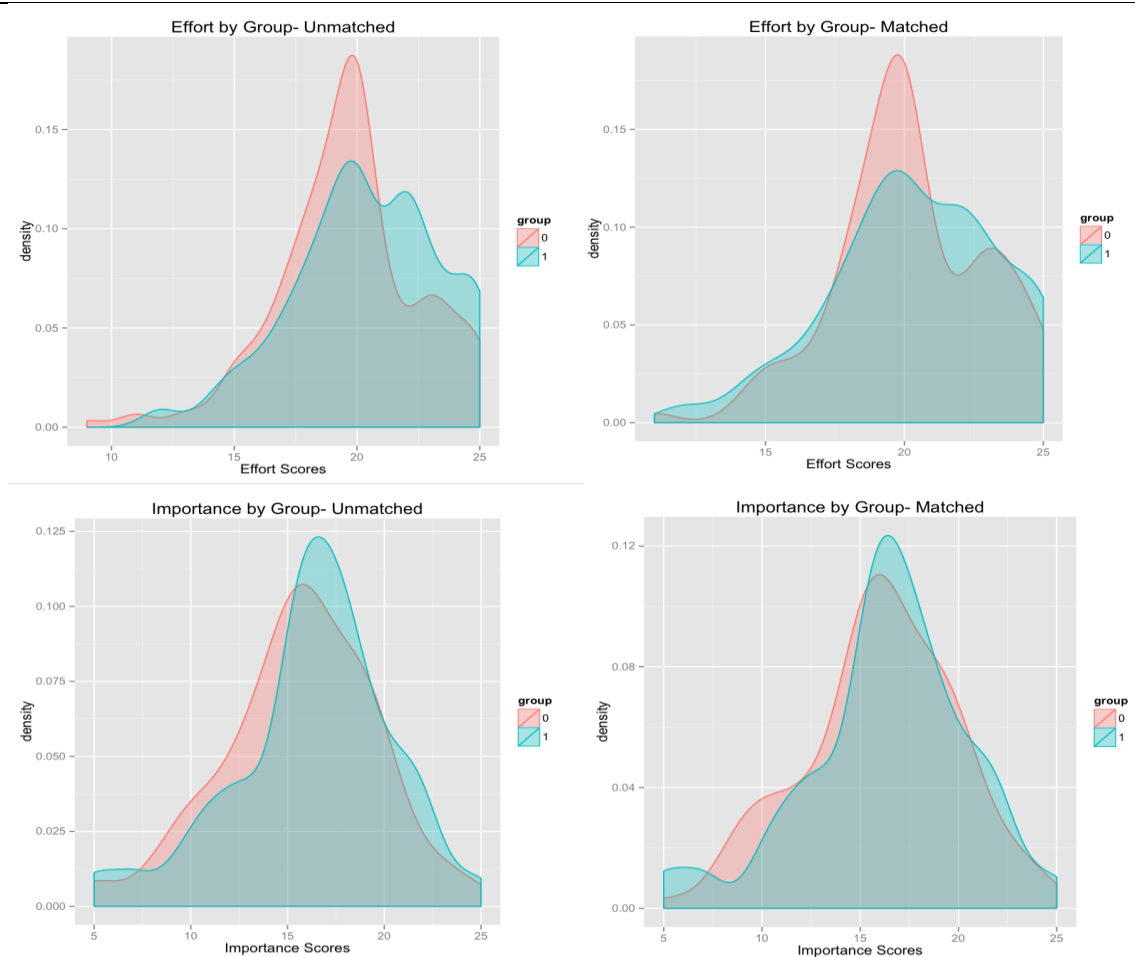 Effort by Group- Unmatched
0.15
0.10
0.05
0.00
density
10 15 20 25
Effort Scores
group
0
1
Effort by Group- Matched
0.15
0.10
0.05
0.00
density
15 20 25
Effort Scores
group
0
1
Importance by Group- Unmatched
0.125
0.100
0.075
0.050
0.025
0.000
density
5 10 15 20 25
Importance Scores
group
0
1
Importance by Group- Matched
0.12
0.08
0.04
0.00
density
5 10 15 20 25
Importance Scores
group
0
1